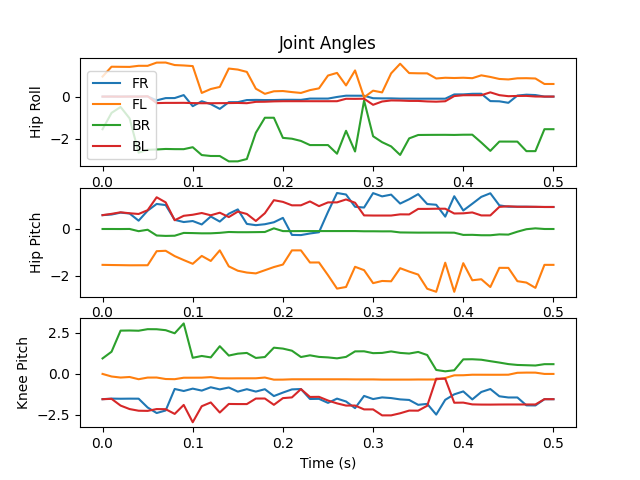 Joint Angles
Hip Roll
0
−2
FR
FL
BR
BL
0.0 0.1 0.2 0.3 0.4 0.5
Hip Pitch
0
−2
0.0 0.1 0.2 0.3 0.4 0.5
Knee Pitch
2.5
0.0
−2.5
0.0 0.1 0.2 0.3 0.4 0.5
Time (s)